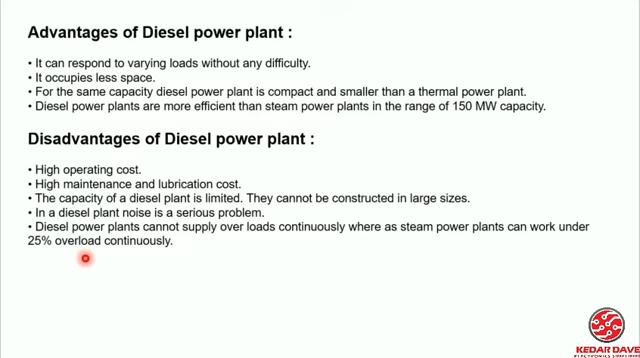 Advantages of Diesel power plant :
• It can respond to varying loads without any difficulty.
• It occupies less space.
• For the same capacity diesel power plant is compact and smaller than a thermal power plant.
• Diesel power plants are more efficient than steam power plants in the range of 150 MW capacity.
Disadvantages of Diesel power plant :
• High operating cost.
• High maintenance and lubrication cost.
• The capacity of a diesel plant is limited. They cannot be constructed in large sizes.
• In a diesel plant noise is a serious problem.
• Diesel power plants cannot supply over loads continuously where as steam power plants can work under
25% overload continuously.
KEDAR DAVE
ELECTRONICS SIMPLIFIED